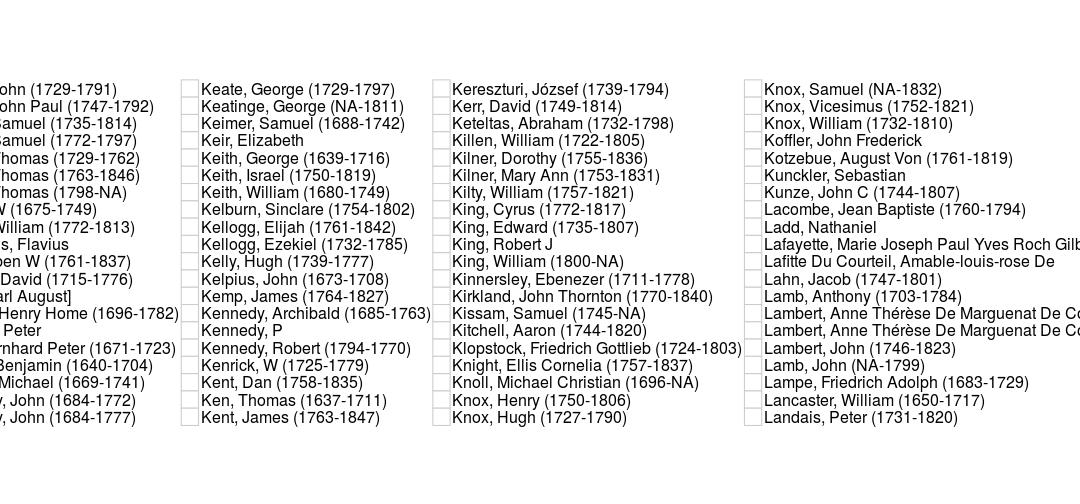 ohn (1729-1791)
ohn Paul (1747-1792)
Samuel (1735-1814)
Samuel (1772-1797)
Thomas (1729-1762)
Thomas (1763-1846)
Thomas (1798-NA)
W (1675-1749)
William (1772-1813)
s, Flavius
ben W (1761-1837)
David (1715-1776)
arl August]
Henry Home (1696-1782)
Peter
rnhard Peter (1671-1723)
Benjamin (1640-1704)
Michael (1669-1741)
, John (1684-1772)
, John (1684-1777)
Keate, George (1729-1797)
Keatinge, George (NA-1811)
Keimer, Samuel (1688-1742)
Keir, Elizabeth
Keith, George (1639-1716)
Keith, Israel (1750-1819)
Keith, William (1680-1749)
Kelburn, Sinclare (1754-1802)
Kellogg, Elijah (1761-1842)
Kellogg, Ezekiel (1732-1785)
Kelly, Hugh (1739-1777)
Kelpius, John (1673-1708)
Kemp, James (1764-1827)
Kennedy, Archibald (1685-1763)
Kennedy, P
Kennedy, Robert (1794-1770)
Kenrick, W (1725-1779)
Kent, Dan (1758-1835)
Ken, Thomas (1637-1711)
Kent, James (1763-1847)
Kereszturi, József (1739-1794)
Kerr, David (1749-1814)
Keteltas, Abraham (1732-1798)
Killen, William (1722-1805)
Kilner, Dorothy (1755-1836)
Kilner, Mary Ann (1753-1831)
Kilty, William (1757-1821)
King, Cyrus (1772-1817)
King, Edward (1735-1807)
King, Robert J
King, William (1800-NA)
Kinnersley, Ebenezer (1711-1778)
Kirkland, John Thornton (1770-1840)
Kissam, Samuel (1745-NA)
Kitchell, Aaron (1744-1820)
Klopstock, Friedrich Gottlieb (1724-1803)
Knight, Ellis Cornelia (1757-1837)
Knoll, Michael Christian (1696-NA)
Knox, Henry (1750-1806)
Knox, Hugh (1727-1790)
Knox, Samuel (NA-1832)
Knox, Vicesimus (1752-1821)
Knox, William (1732-1810)
Koffler, John Frederick
Kotzebue, August Von (1761-1819)
Kunckler, Sebastian
Kunze, John C (1744-1807)
Lacombe, Jean Baptiste (1760-1794)
Ladd, Nathaniel
Lafayette, Marie Joseph Paul Yves Roch Gilb
Lafitte Du Courteil, Amable-louis-rose De
Lahn, Jacob (1747-1801)
Lamb, Anthony (1703-1784)
Lambert, Anne Thérèse De Marguenat De Co
Lambert, Anne Thérèse De Marguenat De Co
Lambert, John (1746-1823)
Lamb, John (NA-1799)
Lampe, Friedrich Adolph (1683-1729)
Lancaster, William (1650-1717)
Landais, Peter (1731-1820)